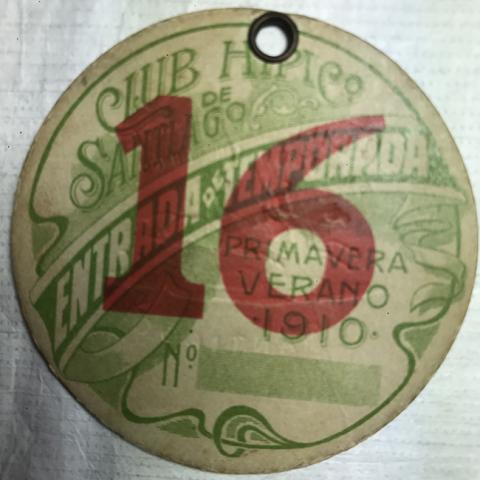 CLUB HIPICO
DE
SANTIAGO
ENTRADA DE TEMPORADA
16
PRIMAVERA
VERANO
·1910·
Nº